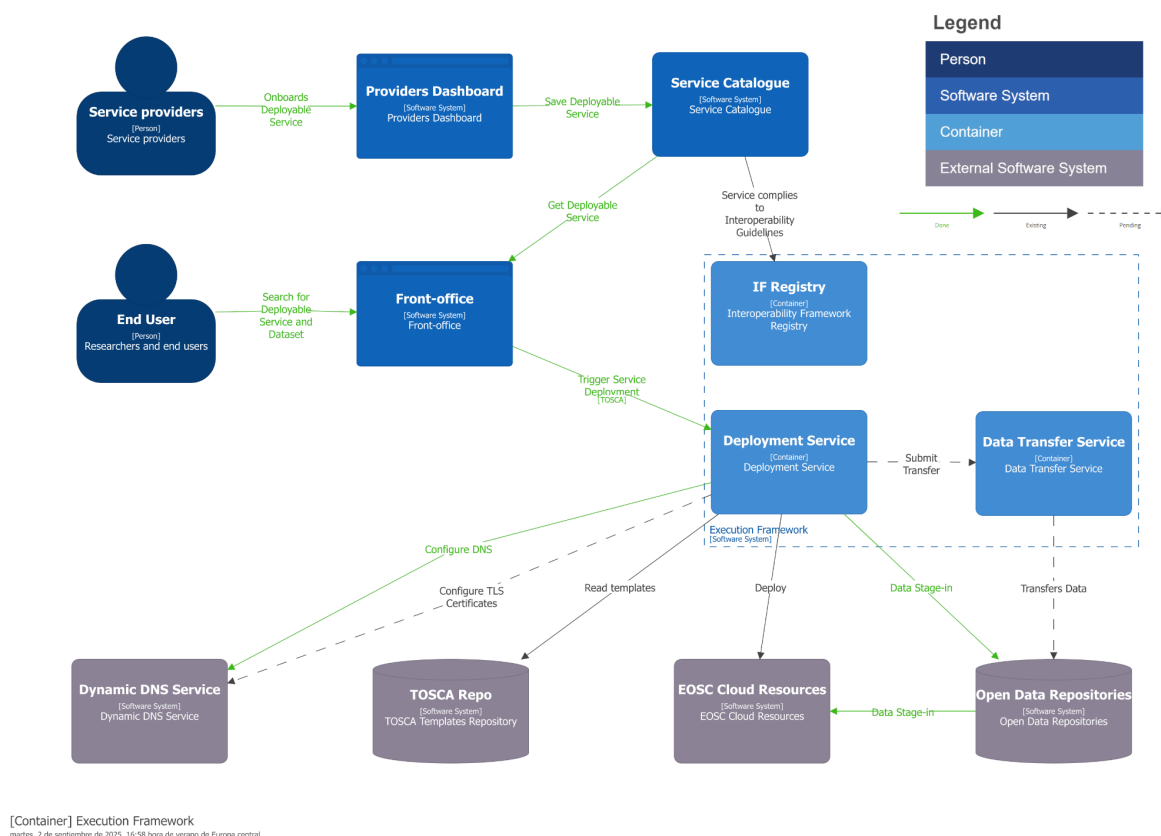 Legend
Person
Software System
Container
External Software System
Done
Existing
Pending
Service providers
[Person]
Service providers
Onboards
Deployable
Service
Providers Dashboard
[Software System]
Providers Dashboard
Save Deployable
Service
Service Catalogue
[Software System]
Service Catalogue
Get Deployable
Service
Service complies
to
Interoperability
Guidelines
End User
[Person]
Researchers and end users
Search for
Deployable
Service and
Dataset
Front-office
[Software System]
Front-office
IF Registry
[Container]
Interoperability Framework
Registry
Trigger Service
Deployment
[TOSCA]
Deployment Service
[Container]
Deployment Service
Submit
Transfer
Data Transfer Service
[Container]
Data Transfer Service
Execution Framework
[Software System]
Configure DNS
Configure TLS
Certificates
Read templates
Deploy
Data Stage-in
Transfers Data
Dynamic DNS Service
[Software System]
Dynamic DNS Service
TOSCA Repo
[Software System]
TOSCA Templates Repository
EOSC Cloud Resources
[Software System]
EOSC Cloud Resources
Data Stage-in
Open Data Repositories
[Software System]
Open Data Repositories
[Container] Execution Framework
martes, 2 de septiembre de 2025, 16:58 hora de verano de Europa central